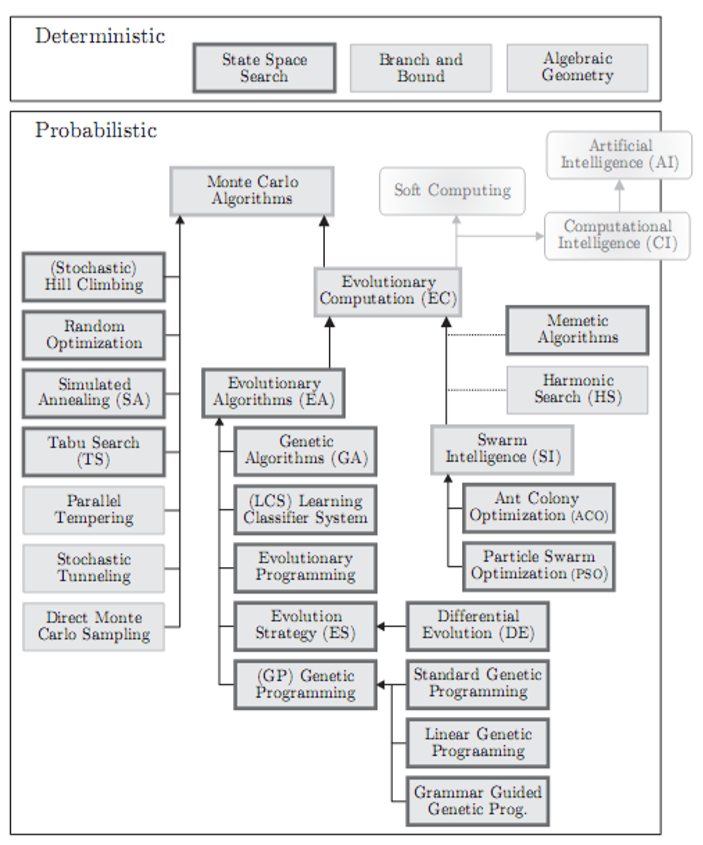 Deterministic
State Space
Search
Branch and
Bound
Algebraic
Geometry
Probabilistic
Artificial
Intelligence (AI)
Monte Carlo
Algorithms
Soft Computing
Computational
Intelligence (CI)
(Stochastic)
Hill Climbing
Evolutionary
Computation (EC)
Random
Optimization
Memetic
Algorithms
Simulated
Annealing (SA)
Evolutionary
Algorithms (EA)
Harmonic
Search (HS)
Tabu Search
(TS)
Genetic
Algorithms (GA)
Swarm
Intelligence (SI)
Parallel
Tempering
(LCS) Learning
Classifier System
Ant Colony
Optimization (ACO)
Stochastic
Tunneling
Evolutionary
Programming
Particle Swarm
Optimization (PSO)
Direct Monte
Carlo Sampling
Evolution
Strategy (ES)
Differential
Evolution (DE)
(GP) Genetic
Programming
Standard Genetic
Programming
Linear Genetic
Prograaming
Grammar Guided
Genetic Prog.